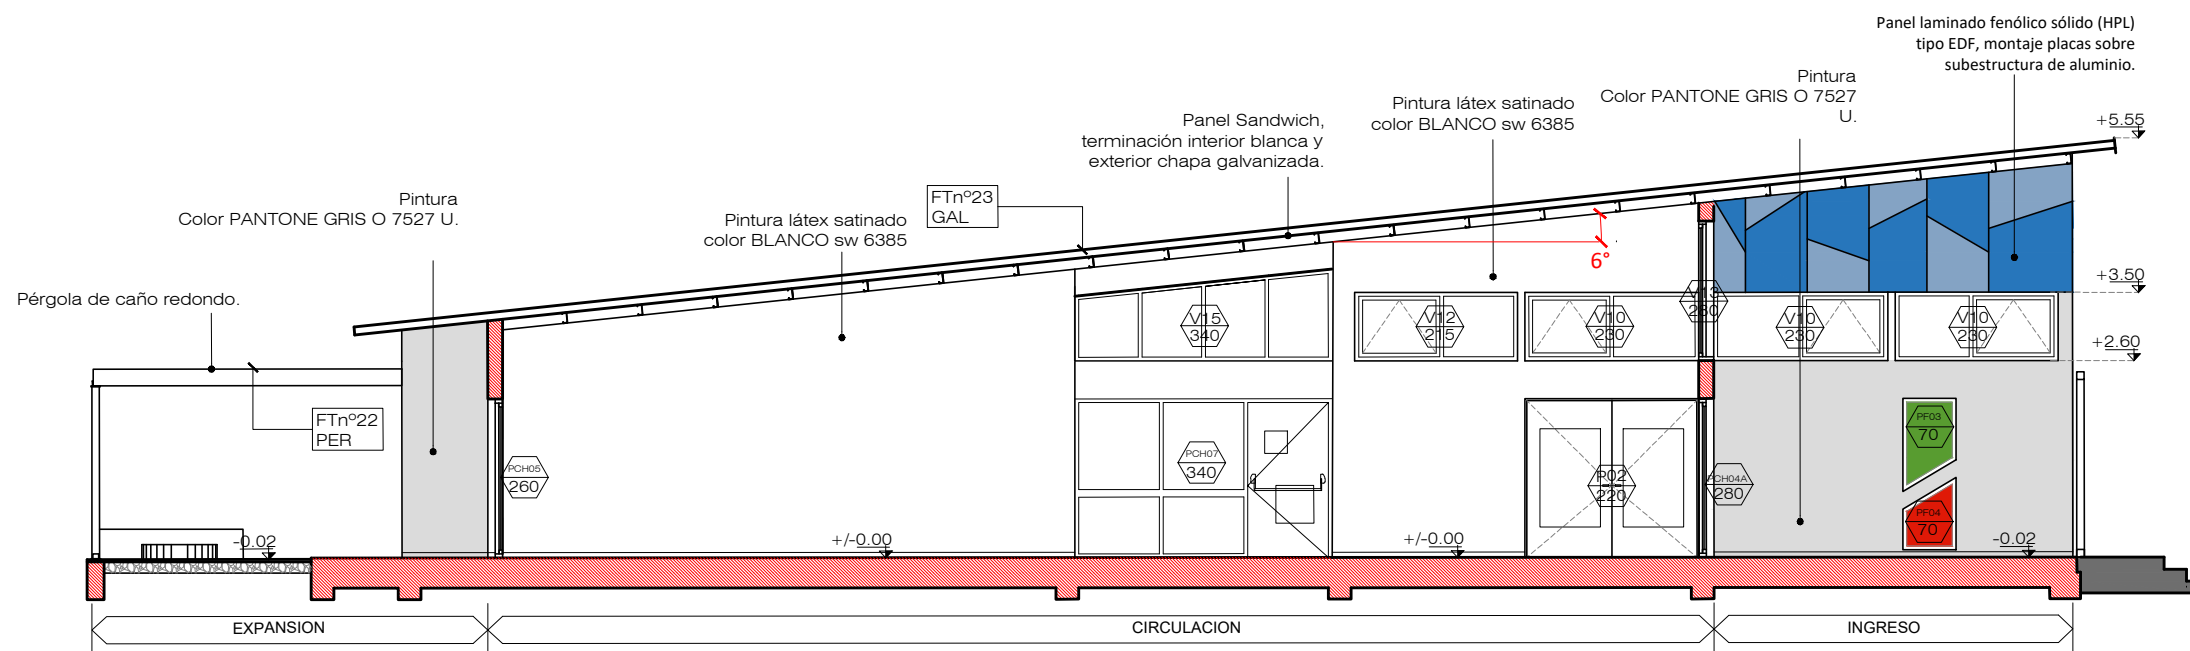 Panel laminado fenólico sólido (HPL)
tipo EDF, montaje placas sobre
subestructura de aluminio.
Pintura
Color PANTONE GRIS O 7527
U.
Pintura látex satinado
color BLANCO sw 6385
Panel Sandwich,
terminación interior blanca y
exterior chapa galvanizada.
+5.55
FTnº23
GAL
Pintura
Color PANTONE GRIS O 7527 U.
Pintura látex satinado
color BLANCO sw 6385
6°
Pérgola de caño redondo.
+3.50
V15
340
V12
215
V10
230
V13
280
V10
230
V10
230
+2.60
FTnº22
PER
PF03
70
PCH05
260
PCH07
340
P02
220
PCH04A
280
PF04
70
-0.02
+/-0.00
+/-0.00
-0.02
EXPANSION
CIRCULACION
INGRESO